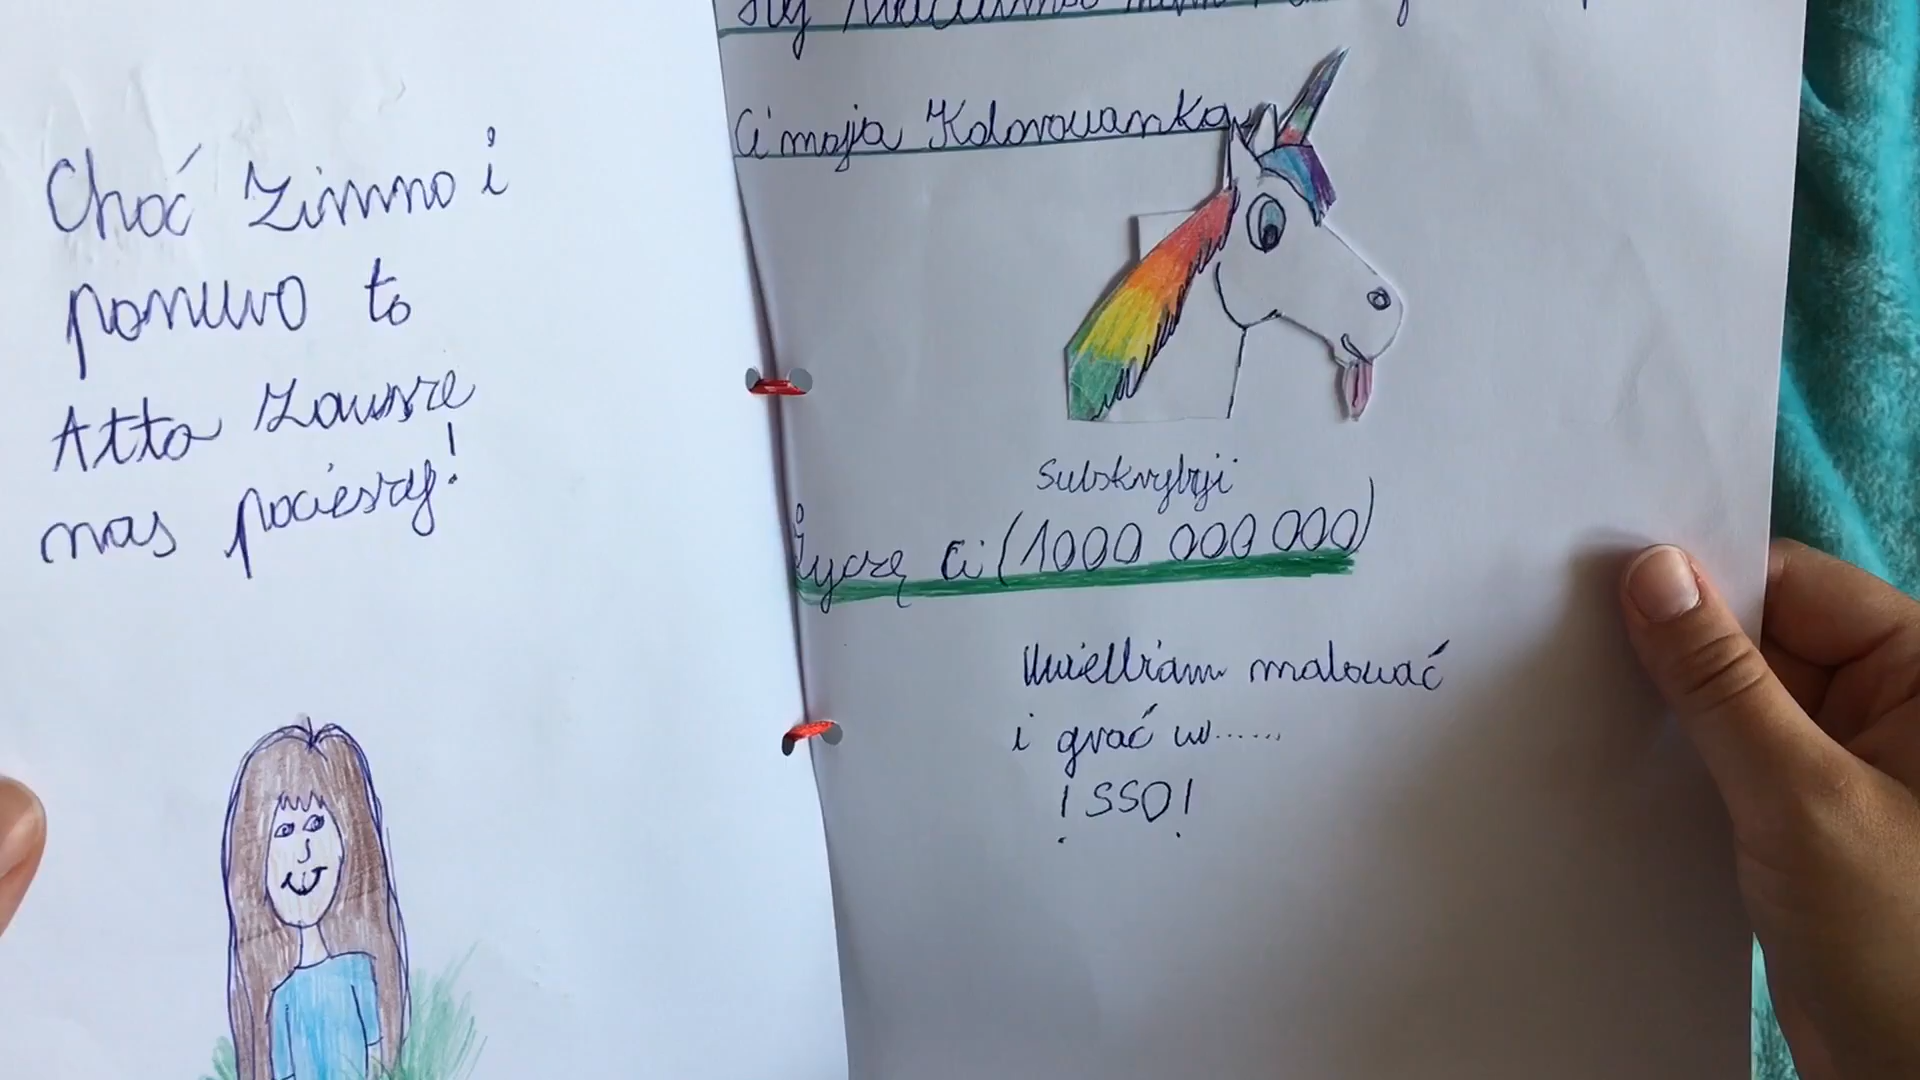 Choć Zimno i
ponuro to
Atta Zawsze
nas pocieszy!
Ci moja Kolorowanka
Subskrybji
Życzę Ci (1000 000 000)
Uwielbiam malować
i grać w......
! SSO !